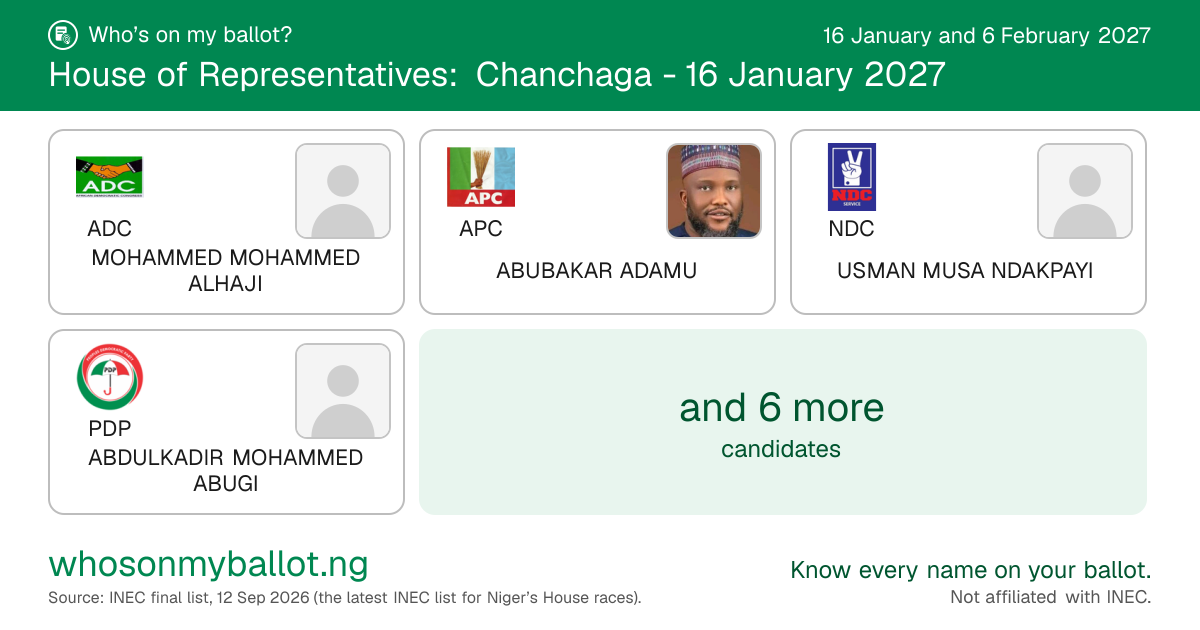 Who's on my ballot?
16 January and 6 February 2027
House of Representatives: Chanchaga - 16 January 2027
ADC
ADC
MOHAMMED MOHAMMED
ALHAJI
APC
APC
ABUBAKAR ADAMU
NDC
SERVICE
NDC
USMAN MUSA NDAKPAYI
PDP
PDP
ABDULKADIR MOHAMMED
ABUGI
and 6 more
candidates
whosonmyballot.ng
Source: INEC final list, 12 Sep 2026 (the latest INEC list for Niger's House races).
Know every name on your ballot.
Not affiliated with INEC.